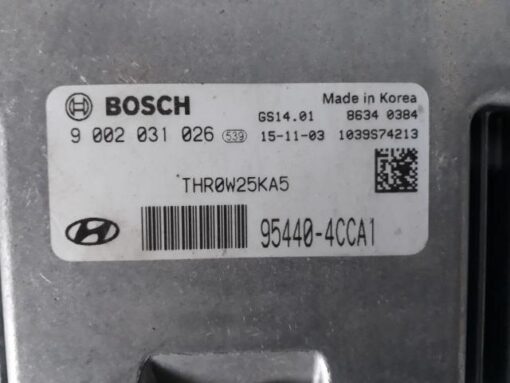 BOSCH
Made in Korea
GS14.01 8634 0384
9 002 031 026 539 15-11-03 1039S74213
THR0W25KA5
95440-4CCA1